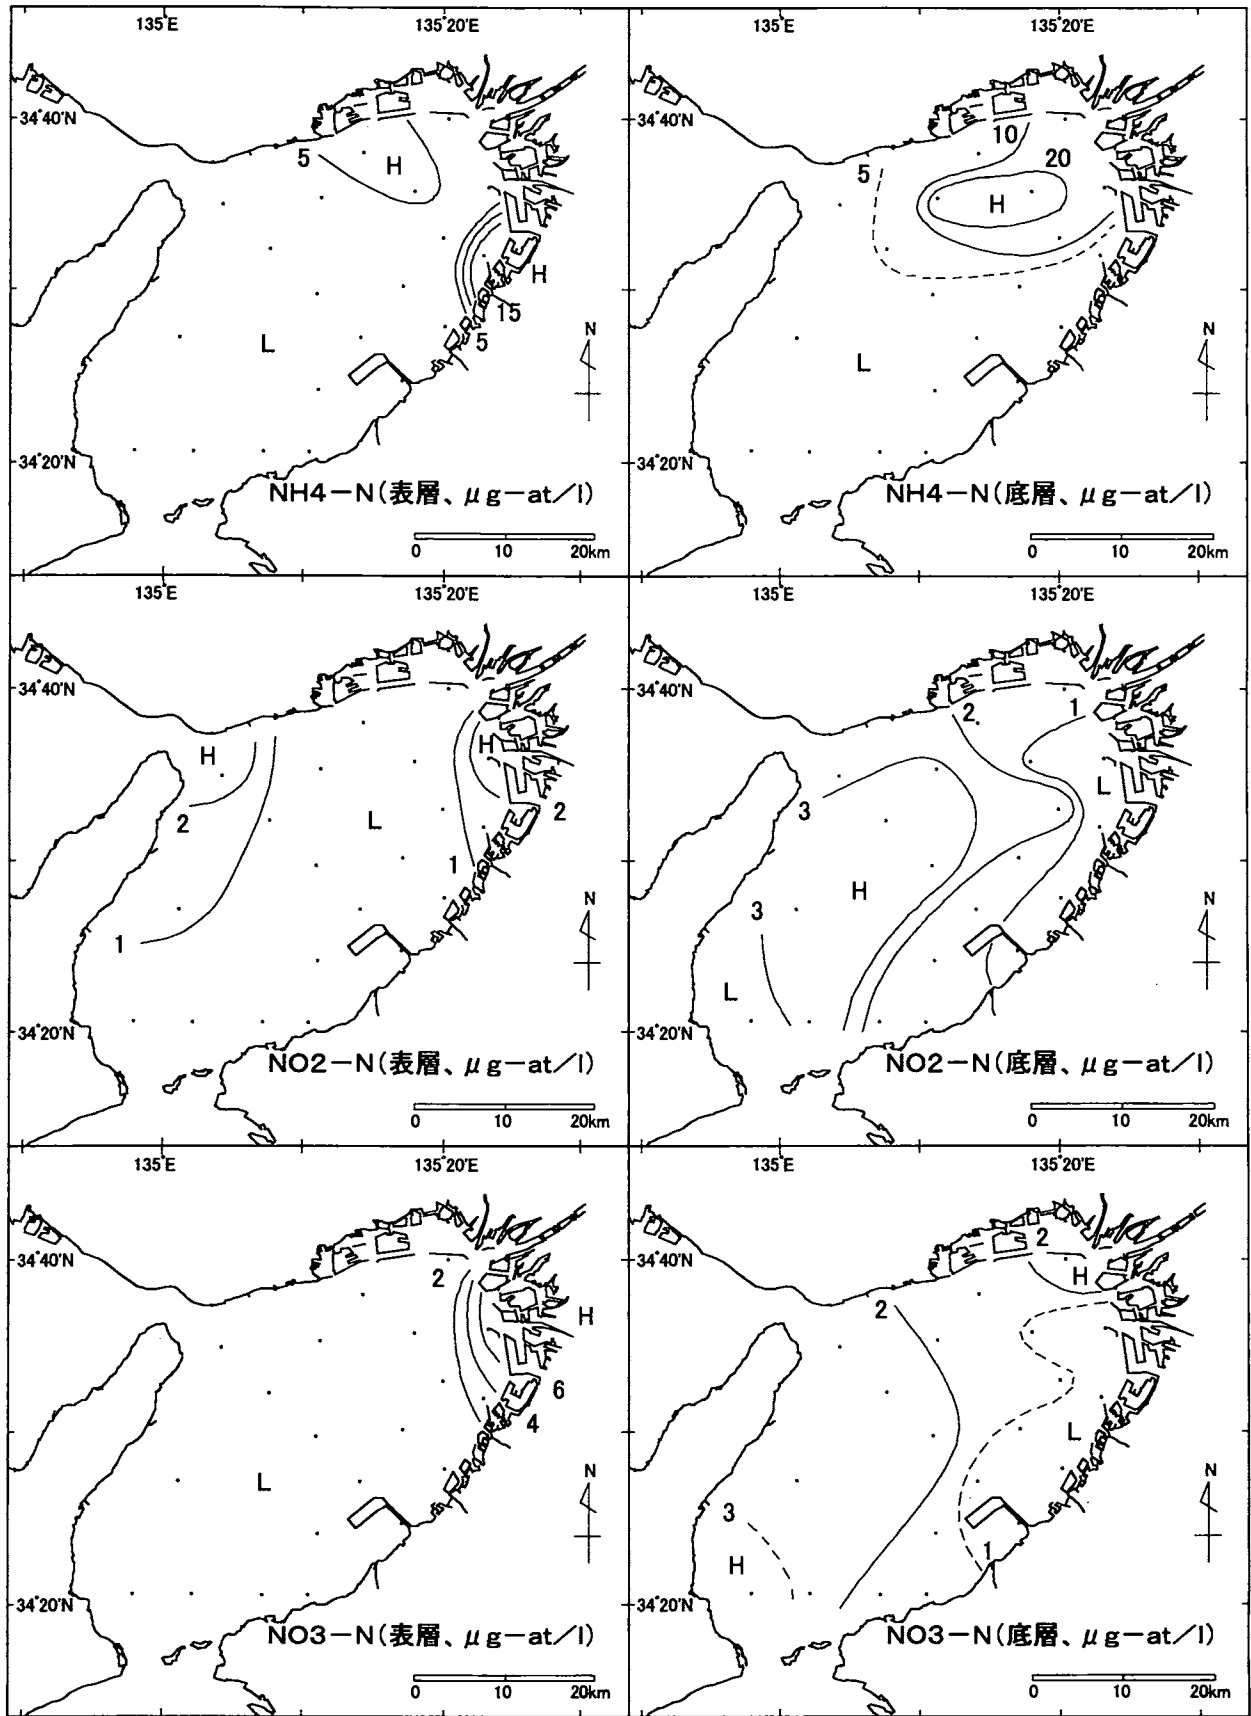 135°E 135°20'E
34°40'N
5
H
H
15
5
L
N
34°20'N
NH4-N(表層、μg-at/l)
0 10 20km
135°E 135°20'E
34°40'N
10
20
5
H
L
N
34°20'N
NH4-N(底層、μg-at/l)
0 10 20km
135°E 135°20'E
34°40'N
H
H
2
2
L
1
1
N
34°20'N
NO2-N(表層、μg-at/l)
0 10 20km
135°E 135°20'E
34°40'N
2
1
L
3
H
3
L
N
34°20'N
NO2-N(底層、μg-at/l)
0 10 20km
135°E 135°20'E
34°40'N
2
H
6
4
L
N
34°20'N
NO3-N(表層、μg-at/l)
0 10 20km
135°E 135°20'E
34°40'N
2
H
2
L
3
1
H
N
34°20'N
NO3-N(底層、μg-at/l)
0 10 20km